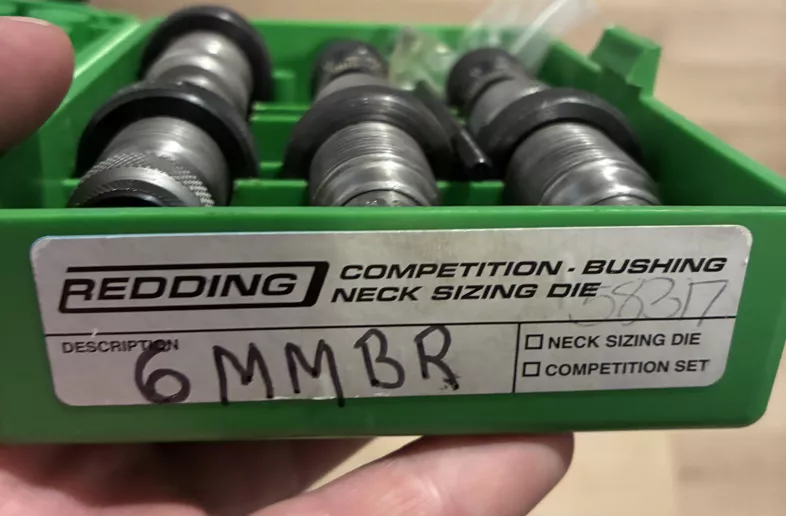 REDDING
COMPETITION - BUSHING
NECK SIZING DIE
58317
DESCRIPTION
6MMBR
☐ NECK SIZING DIE
☐ COMPETITION SET